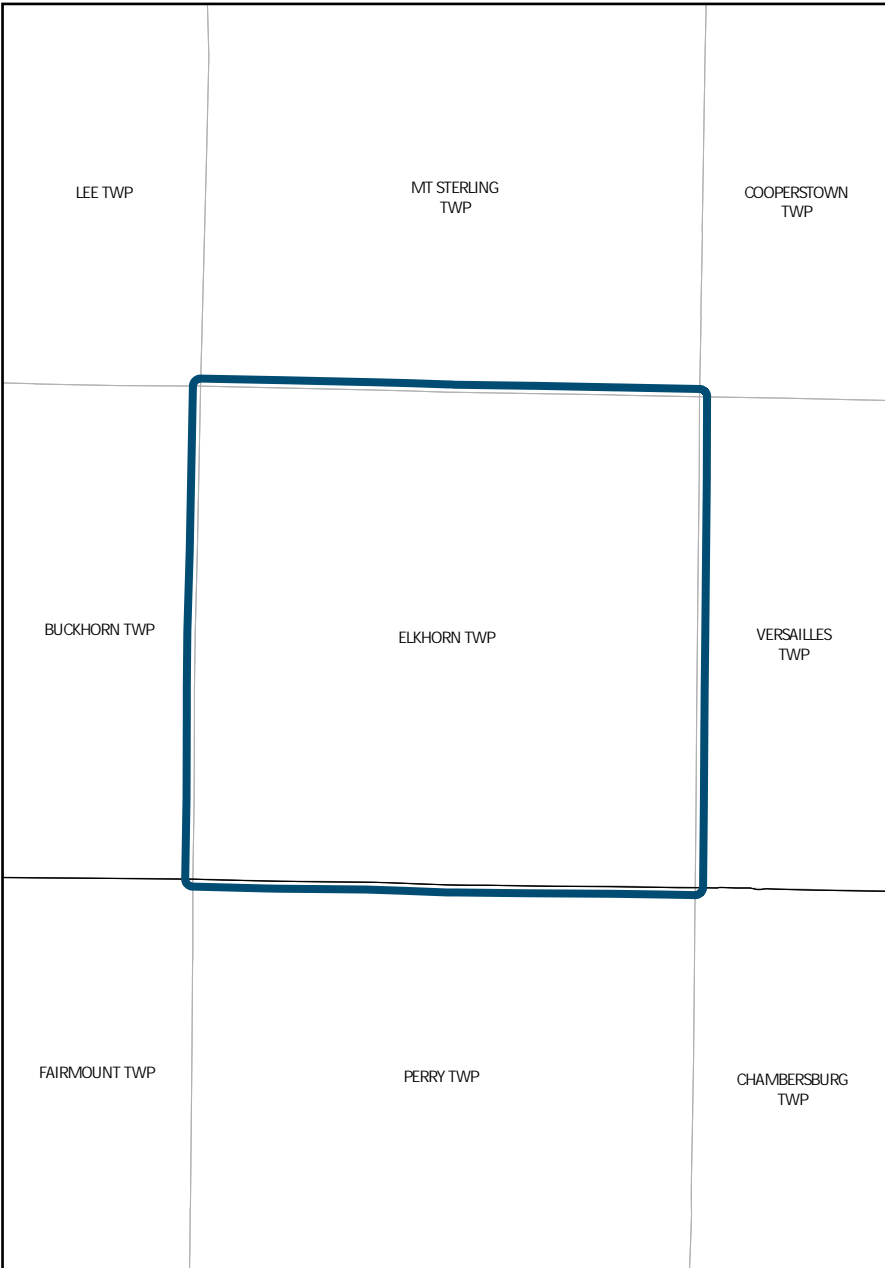 LEE TWP
MT STERLING
TWP
COOPERSTOWN
TWP
BUCKHORN TWP
ELKHORN TWP
VERSAILLES
TWP
FAIRMOUNT TWP
PERRY TWP
CHAMBERSBURG
TWP